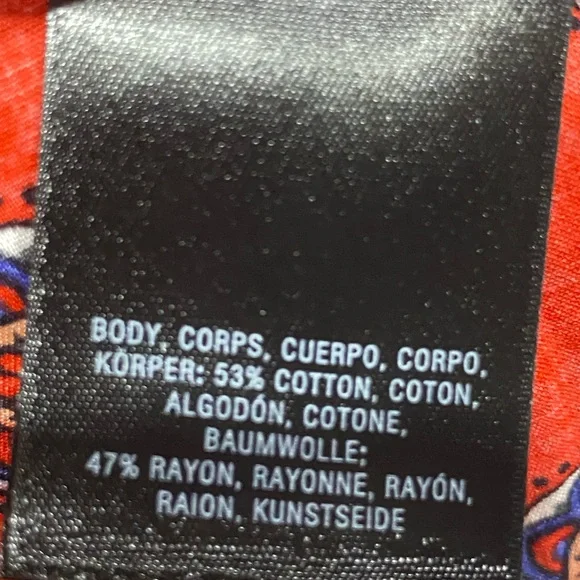 BODY, CORPS, CUERPO, CORPO,
KÖRPER: 53% COTTON, COTON,
ALGODÓN, COTONE,
BAUMWOLLE;
47% RAYON, RAYONNE, RAYÓN,
RAION, KUNSTSEIDE